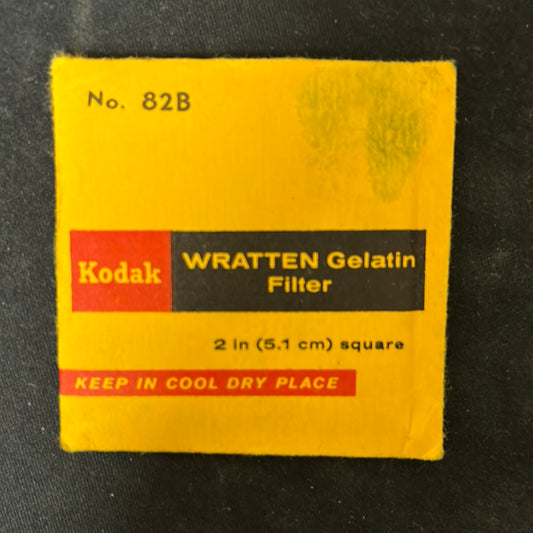 No. 82B
Kodak
WRATTEN Gelatin
Filter
2 in (5.1 cm) square
KEEP IN COOL DRY PLACE